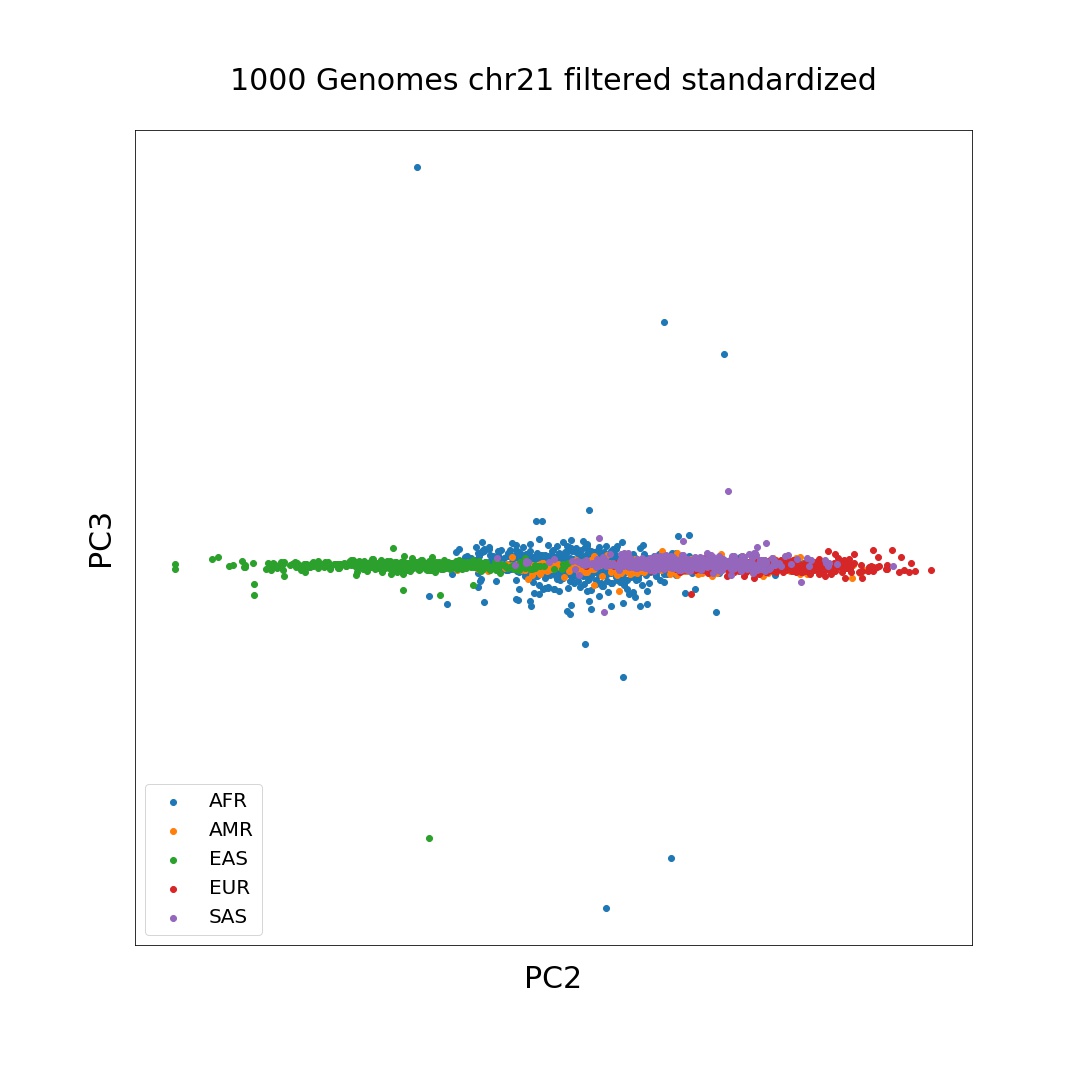 1000 Genomes chr21 filtered standardized
PC3
AFR
AMR
EAS
EUR
SAS
PC2